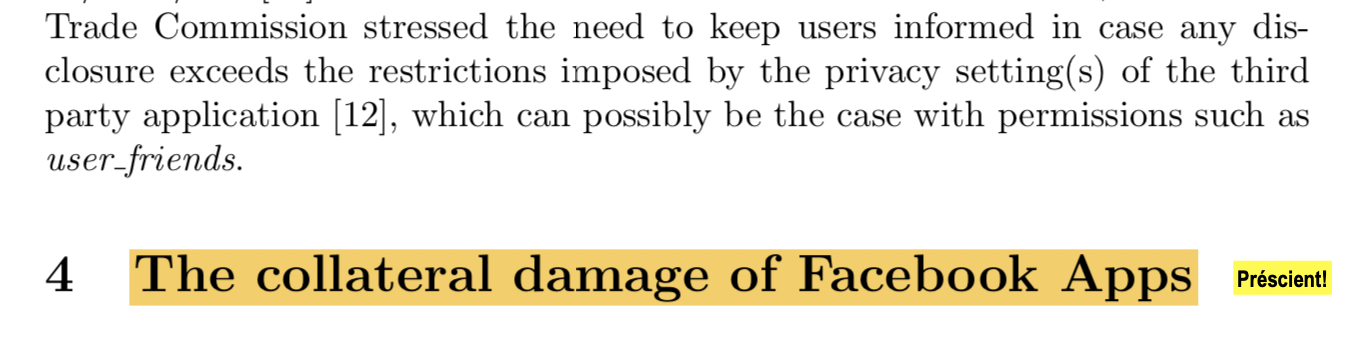 Trade Commission stressed the need to keep users informed in case any dis-
closure exceeds the restrictions imposed by the privacy setting(s) of the third
party application [12], which can possibly be the case with permissions such as
user_friends.
4 The collateral damage of Facebook Apps Préscient!